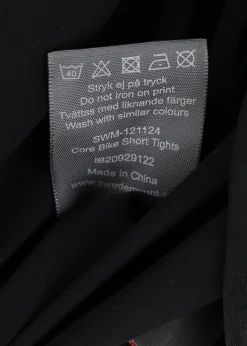 40
Stryk ej på tryck
Do not iron on print
Tvättas med liknande färger
Wash with similar colours
SWM-121124
Core Bike Short Tights
IB20929122
Made in China
www.swedemount.